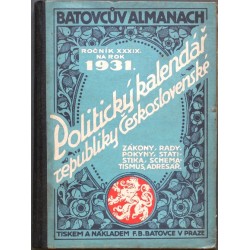 BATOVCŮV ALMANACH
ROČNÍK XXXIX.
NA ROK
1931.
Politický kalendář
republiky Československé
ZÁKONY, RADY,
POKYNY, STATI-
STIKA, SCHEMA-
TISMUS, ADRESÁŘ.
TISKEM A NÁKLADEM F. B. BATOVCE V PRAZE